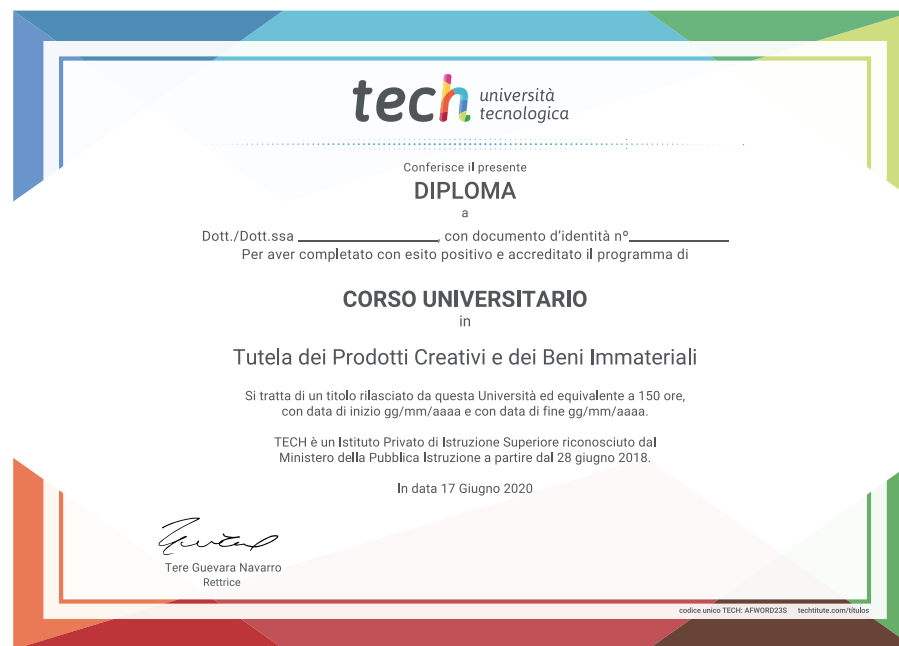 tech università
tecnologica
Conferisce il presente
DIPLOMA
a
Dott./Dott.ssa ____________________, con documento d'identità nº______________
Per aver completato con esito positivo e accreditato il programma di
CORSO UNIVERSITARIO
in
Tutela dei Prodotti Creativi e dei Beni Immateriali
Si tratta di un titolo rilasciato da questa Università ed equivalente a 150 ore,
con data di inizio gg/mm/aaaa e con data di fine gg/mm/aaaa.
TECH è un Istituto Privato di Istruzione Superiore riconosciuto dal
Ministero della Pubblica Istruzione a partire dal 28 giugno 2018.
In data 17 Giugno 2020
Tere Guevara Navarro
Rettrice
codice unico TECH: AFWORD23S techtitute.com/títulos